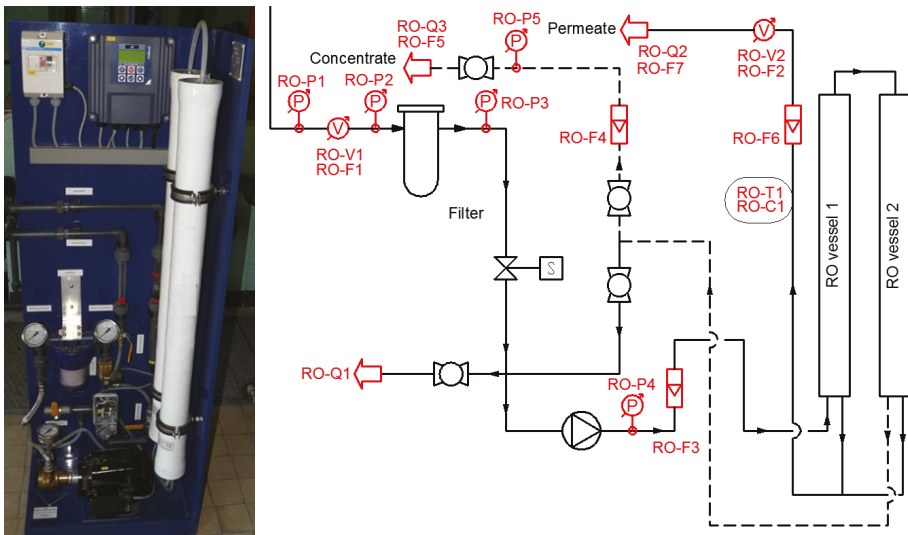 RO-Q3
RO-F5
RO-P5
Concentrate
Permeate
RO-Q2
RO-F7
RO-V2
RO-F2
RO-P1
RO-P2
RO-P3
RO-V1
RO-F1
RO-F4
RO-F6
Filter
RO-T1
RO-C1
RO vessel 1
RO vessel 2
P
P
P
P
V
V
S
RO-Q1
RO-P4
P
RO-F3